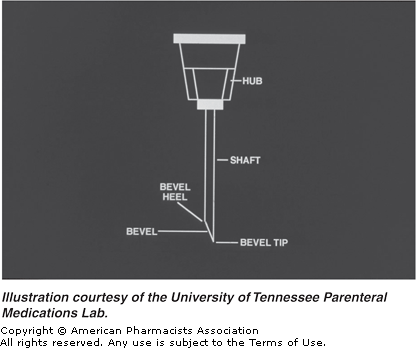 HUB
SHAFT
BEVEL
HEEL
BEVEL
BEVEL TIP
Illustration courtesy of the University of Tennessee Parenteral
Medications Lab.
Copyright © American Pharmacists Association
All rights reserved. Any use is subject to the Terms of Use.